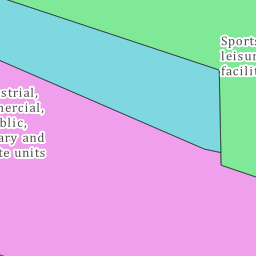 Sports
leisur
facilit
strial,
mercial,
blic,
ary and
te units